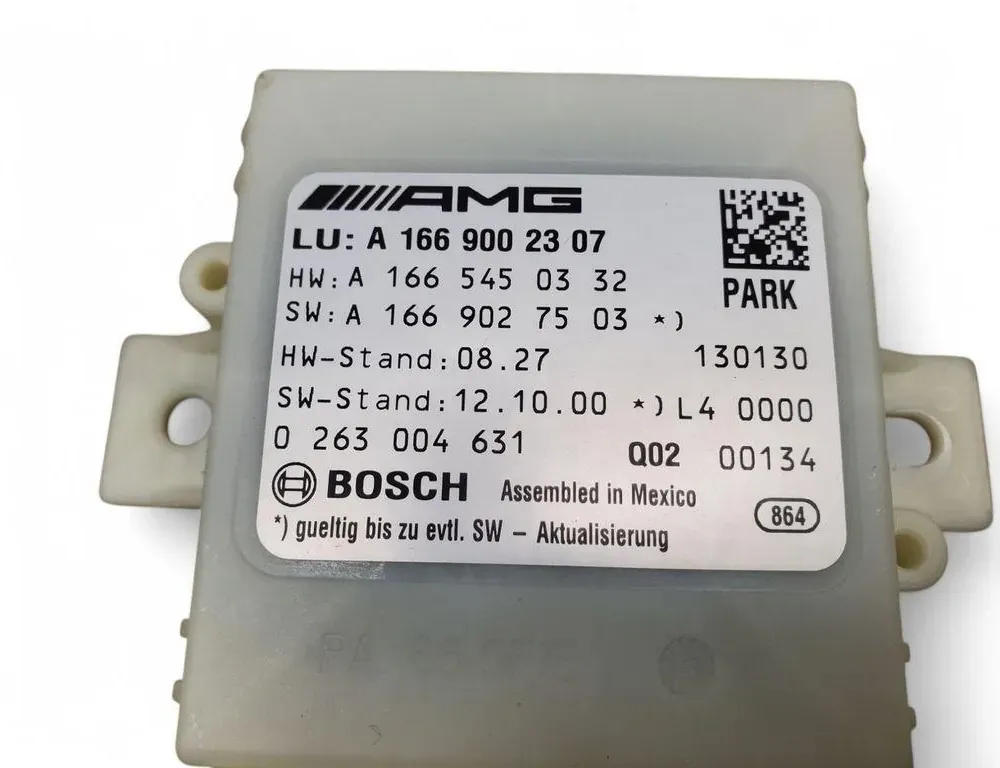 AMG
LU: A 166 900 23 07
HW: A 166 545 03 32
SW: A 166 902 75 03 *)
PARK
HW-Stand: 08.27 130130
SW-Stand: 12.10.00 *) L4 0000
0 263 004 631 Q02 00134
BOSCH Assembled in Mexico
864
*) gueltig bis zu evtl. SW – Aktualisierung